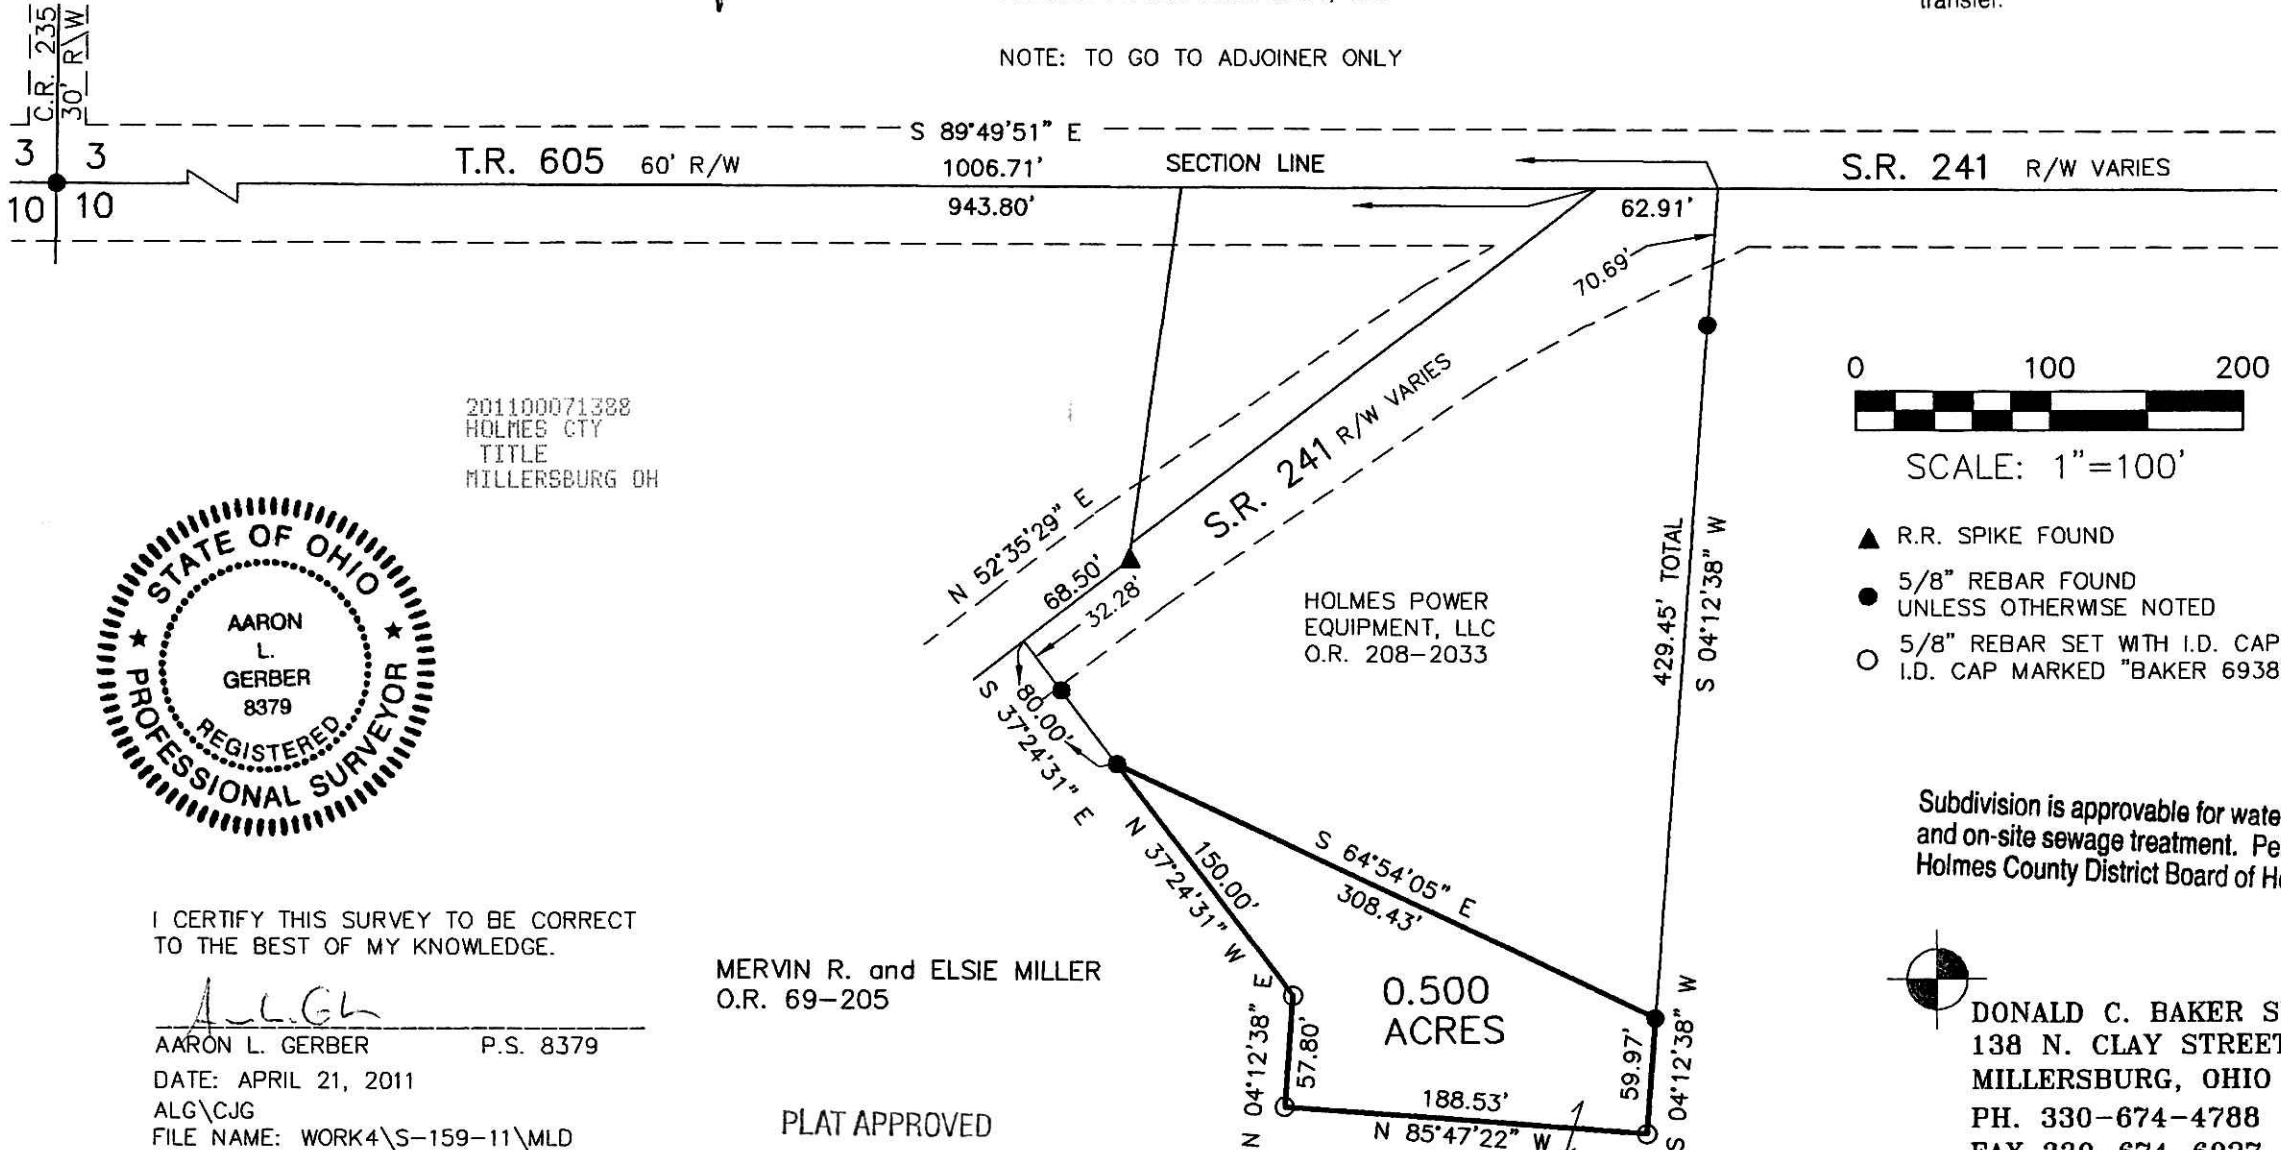 transfer.
NOTE: TO GO TO ADJOINER ONLY
C.R. 235
30' R\W
S 89°49'51" E
3 3
T.R. 605 60' R/W
1006.71'
SECTION LINE
S.R. 241 R/W VARIES
10 10
943.80'
62.91'
70.69'
0 100 200
SCALE: 1"=100'
201100071388
HOLMES CTY
TITLE
MILLERSBURG OH
S.R. 241 R/W VARIES
N 52°35'29" E
68.50'
32.28'
80.00'
S 37°24'31" E
HOLMES POWER
EQUIPMENT, LLC
O.R. 208-2033
429.45' TOTAL
S 04°12'38" W
R.R. SPIKE FOUND
5/8" REBAR FOUND
UNLESS OTHERWISE NOTED
5/8" REBAR SET WITH I.D. CAP
I.D. CAP MARKED "BAKER 6938
STATE OF OHIO
AARON
L.
GERBER
8379
REGISTERED
PROFESSIONAL SURVEYOR
Subdivision is approvable for
and on-site sewage treatment.
Holmes County District Board of
150.00'
N 37°24'31" W
S 64°54'05" E
308.43'
I CERTIFY THIS SURVEY TO BE CORRECT
TO THE BEST OF MY KNOWLEDGE.
AARON L. GERBER P.S. 8379
DATE: APRIL 21, 2011
ALG\CJG
FILE NAME: WORK4\S-159-11\MLD
MERVIN R. and ELSIE MILLER
O.R. 69-205
PLAT APPROVED
0.500
ACRES
N 04°12'38" E
57.80'
188.53'
N 85°47'22" W
59.97'
S 04°12'38" W
DONALD C. BAKER
138 N. CLAY STREET
MILLERSBURG, OHIO
PH. 330-674-4788